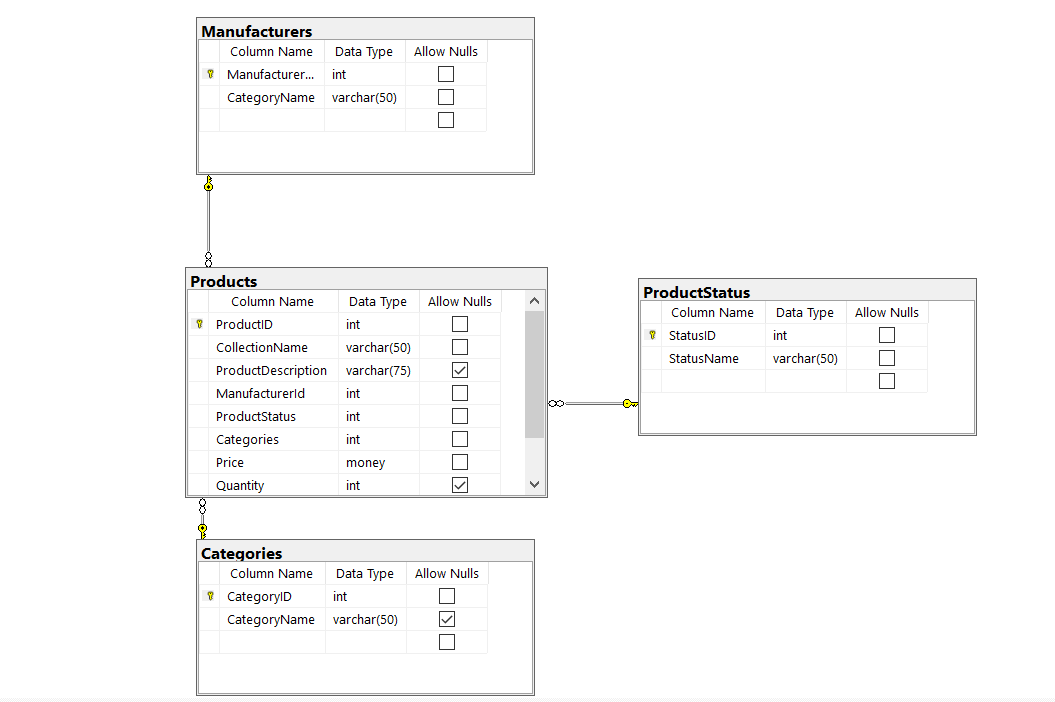 Manufacturers
Column Name Data Type Allow Nulls
Manufacturer... int
CategoryName varchar(50)
Products
Column Name Data Type Allow Nulls
ProductID int
CollectionName varchar(50)
ProductDescription varchar(75)
ManufacturerId int
ProductStatus int
Categories int
Price money
Quantity int
ProductStatus
Column Name Data Type Allow Nulls
StatusID int
StatusName varchar(50)
Categories
Column Name Data Type Allow Nulls
CategoryID int
CategoryName varchar(50)